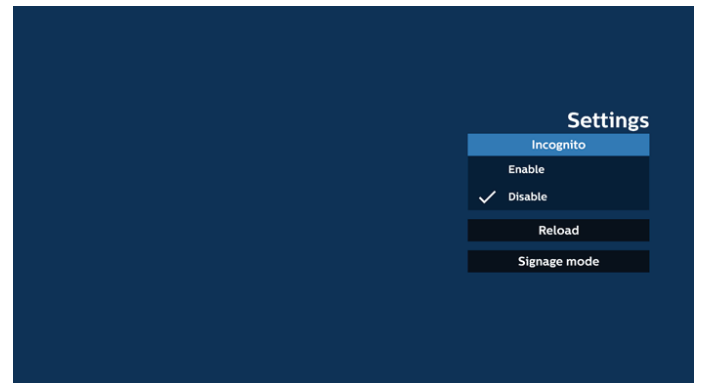 Settings
Incognito
Enable
Disable
Reload
Signage mode